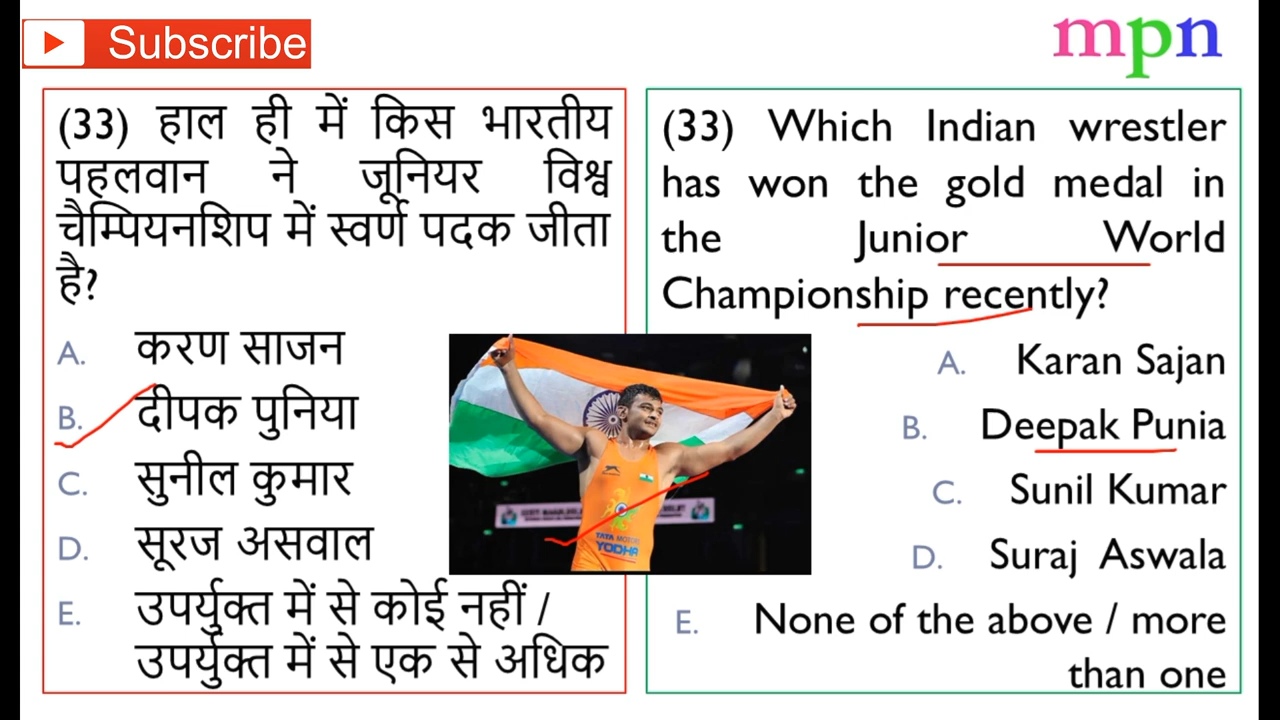 Subscribe
mpn
(33) हाल ही में किस भारतीय
पहलवान ने जूनियर विश्व
चैम्पियनशिप में स्वर्ण पदक जीता
है?
A. करण साजन
B. दीपक पुनिया
C. सुनील कुमार
D. सूरज असवाल
E. उपर्युक्त में से कोई नहीं /
उपर्युक्त में से एक से अधिक
(33) Which Indian wrestler
has won the gold medal in
the Junior World
Championship recently?
A. Karan Sajan
B. Deepak Punia
C. Sunil Kumar
D. Suraj Aswala
E. None of the above / more
than one
TATA MOTORS
YODHA